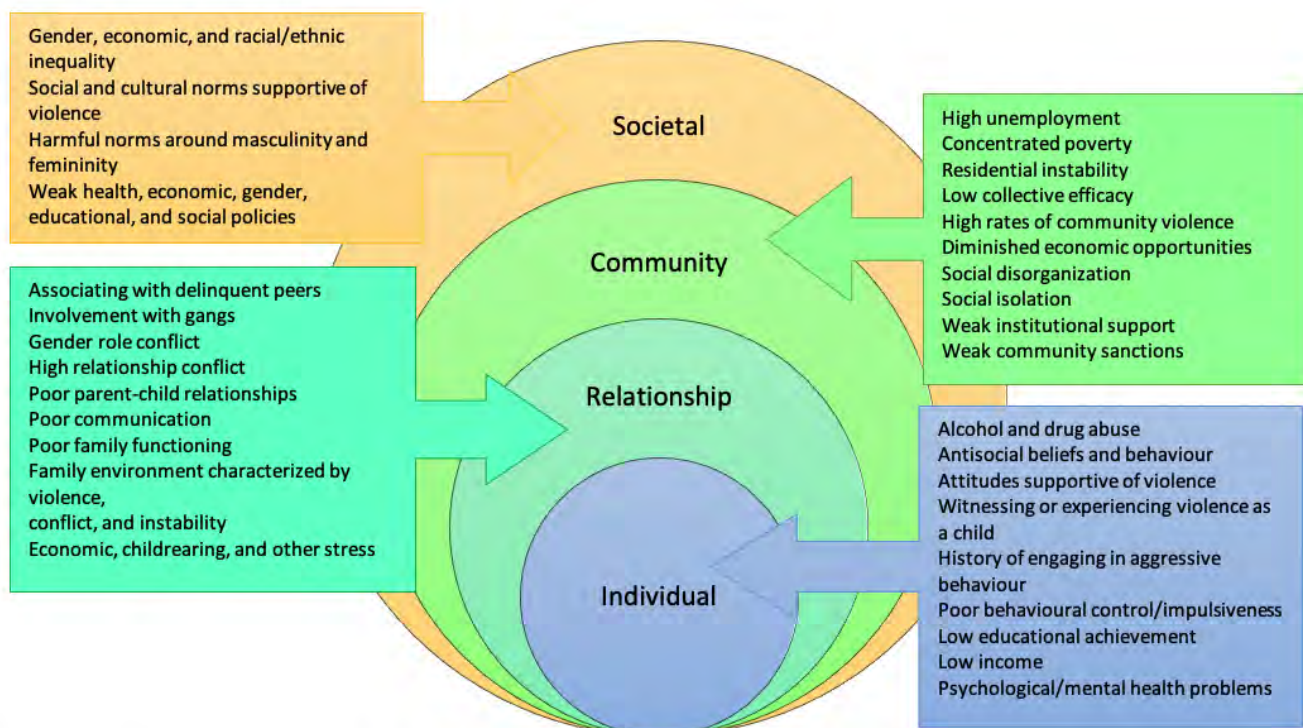 Gender, economic, and racial/ethnic
inequality
Social and cultural norms supportive of
violence
Harmful norms around masculinity and
femininity
Weak health, economic, gender,
educational, and social policies
Societal
High unemployment
Concentrated poverty
Residential instability
Low collective efficacy
High rates of community violence
Diminished economic opportunities
Social disorganization
Social isolation
Weak institutional support
Weak community sanctions
Community
Associating with delinquent peers
Involvement with gangs
Gender role conflict
High relationship conflict
Poor parent-child relationships
Poor communication
Poor family functioning
Family environment characterized by
violence,
conflict, and instability
Economic, childrearing, and other stress
Relationship
Alcohol and drug abuse
Antisocial beliefs and behaviour
Attitudes supportive of violence
Witnessing or experiencing violence as
a child
History of engaging in aggressive
behaviour
Poor behavioural control/impulsiveness
Low educational achievement
Low income
Psychological/mental health problems
Individual